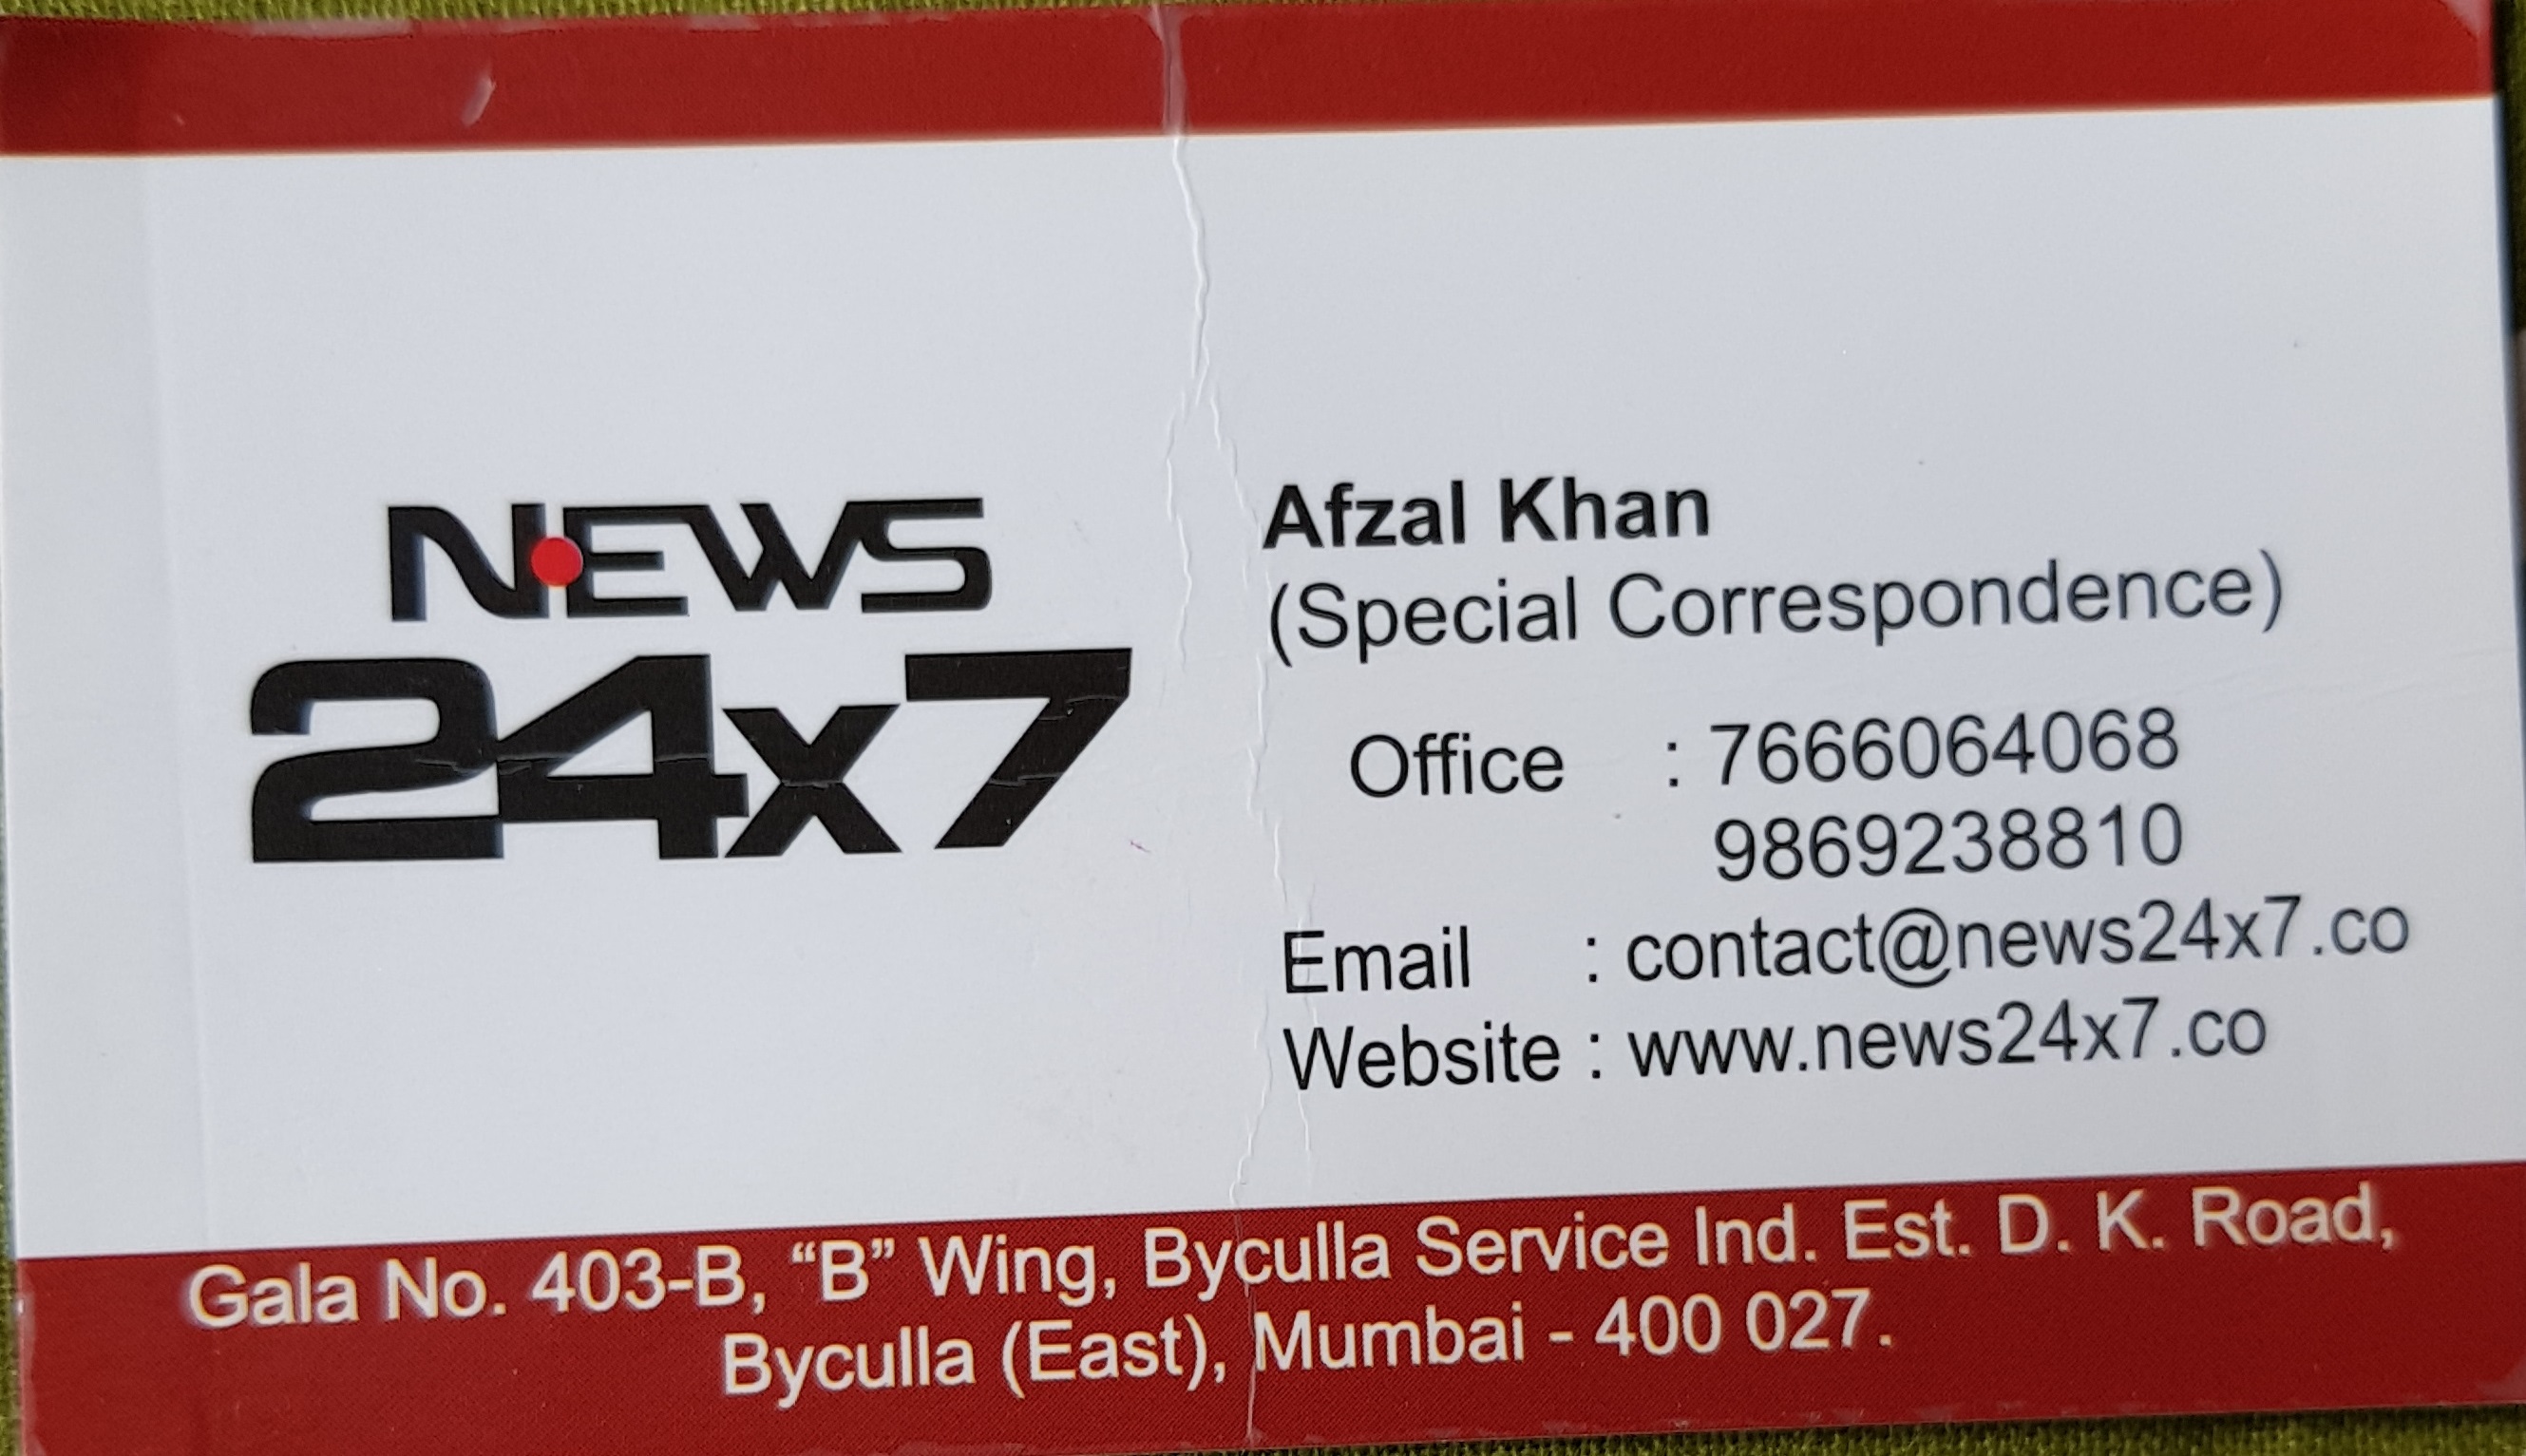 NEWS
24x7
Afzal Khan
(Special Correspondence)
Office : 7666064068
9869238810
Email : contact@news24x7.co
Website : www.news24x7.co
Gala No. 403-B, “B” Wing, Byculla Service Ind. Est. D. K. Road,
Byculla (East), Mumbai - 400 027.